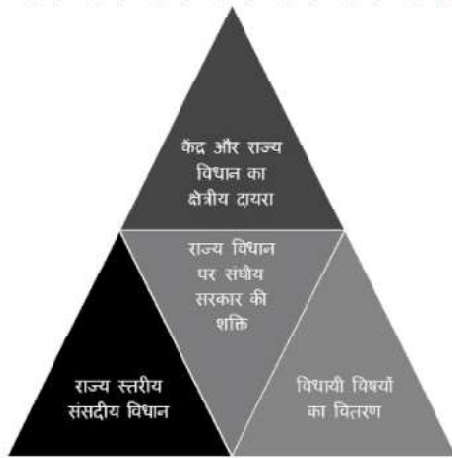 केंद्र और राज्य
विधान का
क्षेत्रीय दायरा
राज्य विधान
पर संघीय
सरकार की
शक्ति
राज्य स्तरीय
संसदीय विधान
विधायी विषयों
का वितरण